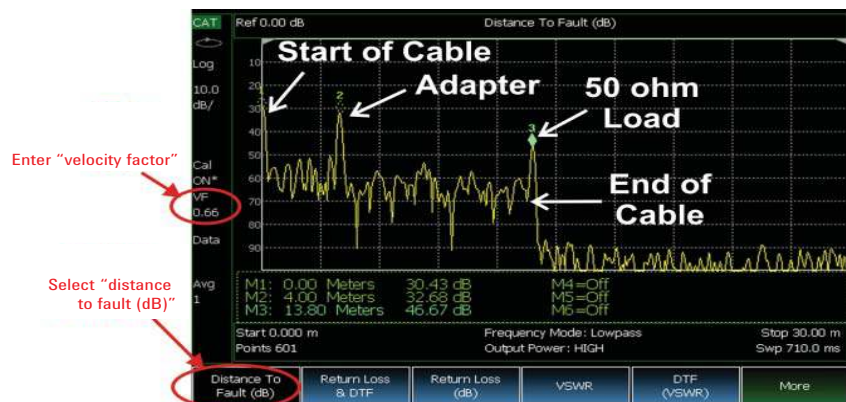 CAT
Ref 0.00 dB
Distance To Fault (dB)
Log
10.0
dB/
Cal
ON*
VF
0.66
Data
Avg
1
10
20
30
40
50
60
70
80
90
Start of Cable
Adapter
50 ohm
Load
End of
Cable
2
3
Enter “velocity factor”
Select “distance
to fault (dB)”
M1: 0.00 Meters 30.43 dB M4=Off
M2: 4.00 Meters 32.68 dB M5=Off
M3: 13.80 Meters 46.67 dB M6=Off
Start 0.000 m Frequency Mode: Lowpass Stop 30.00 m
Points 601 Output Power: HIGH Swp 710.0 ms
Distance To
Fault (dB)
Return Loss
& DTF
Return Loss
(dB)
VSWR
DTF
(VSWR)
More